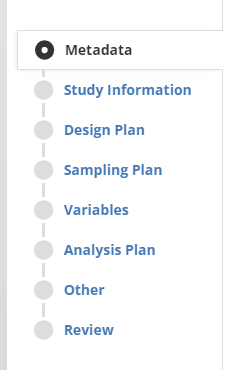 Metadata
Study Information
Design Plan
Sampling Plan
Variables
Analysis Plan
Other
Review